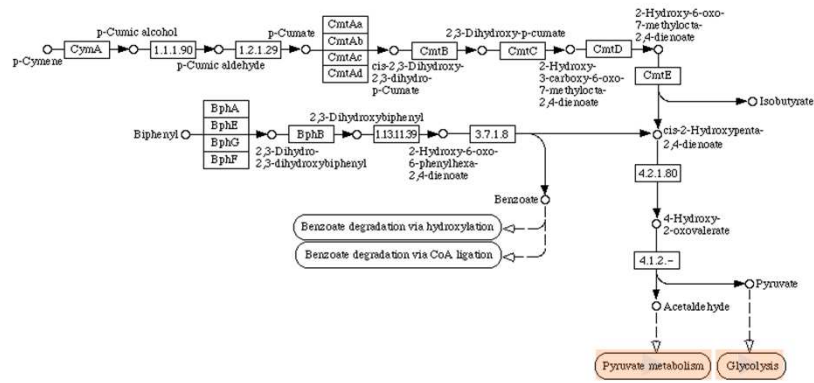 p-Cymene
CymA
p-Cumic alcohol
1.1.1.90
p-Cumic aldehyde
1.2.1.29
p-Cumate
CmtAa
CmtAb
CmtAc
CmtAd
cis-2,3-Dihydroxy-
2,3-dihydro-
p-Cumate
CmtB
2,3-Dihydroxy-p-cumate
CmtC
2-Hydroxy-
3-carboxy-6-oxo-
7-methylocta-
2,4-dienoate
CmtD
2-Hydroxy-6-oxo-
7-methylocta-
2,4-dienoate
CmtE
Isobutyrate
Biphenyl
BphA
BphE
BphG
BphF
2,3-Dihydro-
2,3-dihydroxybiphenyl
BphB
2,3-Dihydroxybiphenyl
1.13.11.39
2-Hydroxy-6-oxo-
6-phenylhexa-
2,4-dienoate
3.7.1.8
cis-2-Hydroxypenta-
2,4-dienoate
Benzoate
Benzoate degradation via hydroxylation
Benzoate degradation via CoA ligation
4.2.1.80
4-Hydroxy-
2-oxovalerate
4.1.2.-
Pyruvate
Acetaldehyde
Pyruvate metabolism
Glycolysis